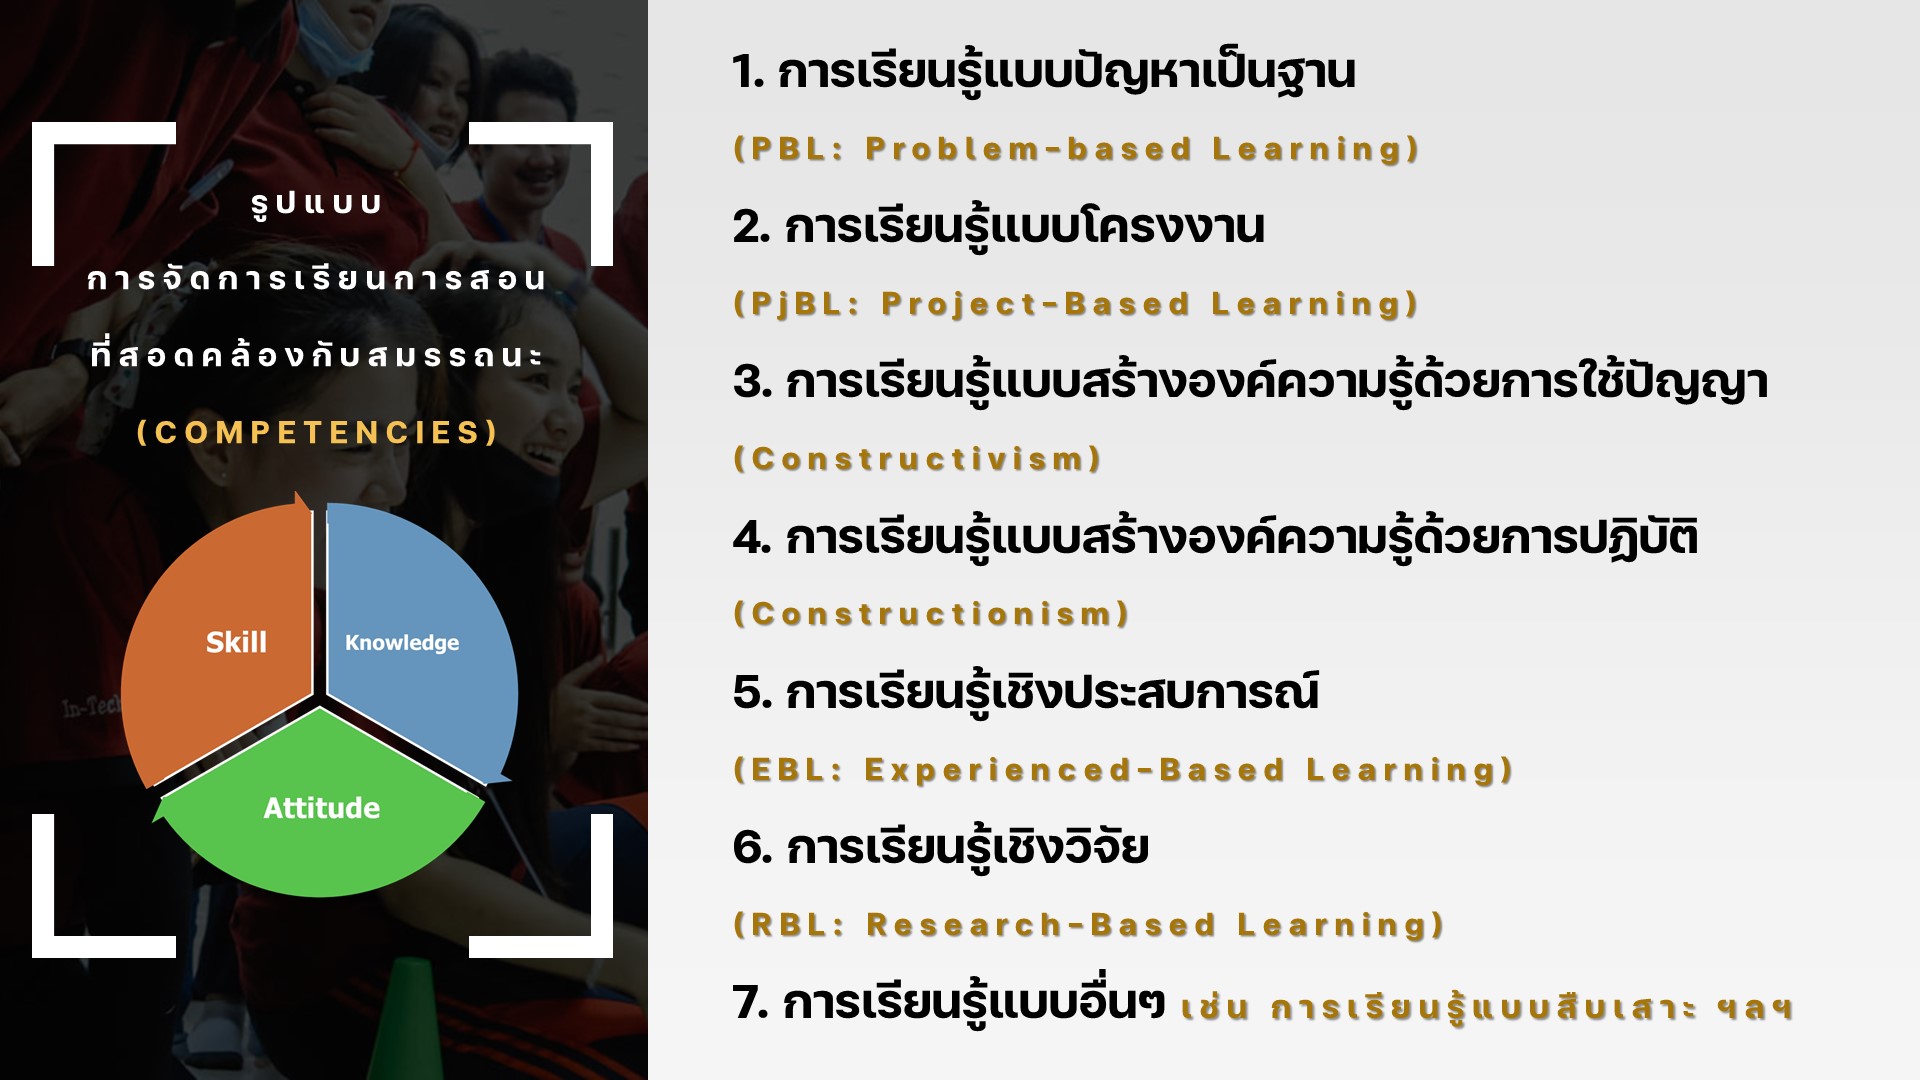 รูปแบบ
การจัดการเรียนการสอน
ที่สอดคล้องกับสมรรถนะ
(COMPETENCIES)
Skill
Knowledge
Attitude
In-Tech
1. การเรียนรู้แบบปัญหาเป็นฐาน
(PBL: Problem-based Learning)
2. การเรียนรู้แบบโครงงาน
(PjBL: Project-Based Learning)
3. การเรียนรู้แบบสร้างองค์ความรู้ด้วยการใช้ปัญญา
(Constructivism)
4. การเรียนรู้แบบสร้างองค์ความรู้ด้วยการปฏิบัติ
(Constructionism)
5. การเรียนรู้เชิงประสบการณ์
(EBL: Experienced-Based Learning)
6. การเรียนรู้เชิงวิจัย
(RBL: Research-Based Learning)
7. การเรียนรู้แบบอื่นๆ เช่น การเรียนรู้แบบสืบเสาะ ฯลฯ